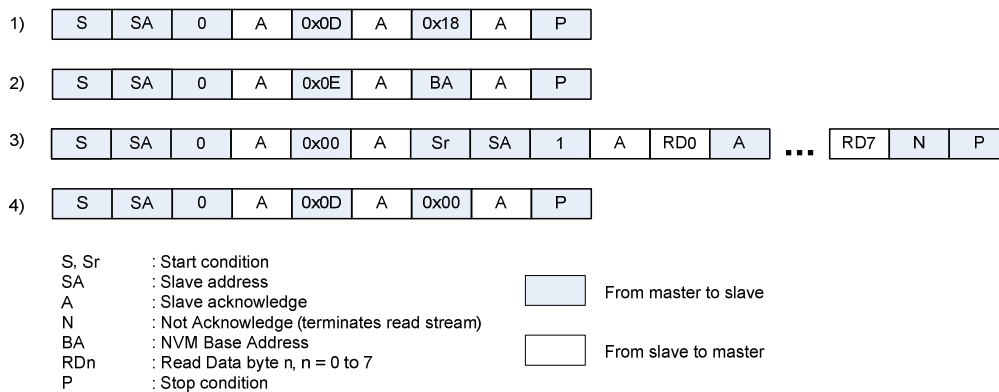 1) S SA 0 A 0x0D A 0x18 A P
2) S SA 0 A 0x0E A BA A P
3) S SA 0 A 0x00 A Sr SA 1 A RD0 A ... RD7 N P
4) S SA 0 A 0x0D A 0x00 A P
S, Sr : Start condition
SA : Slave address
A : Slave acknowledge
N : Not Acknowledge (terminates read stream)
BA : NVM Base Address
RDn : Read Data byte n, n = 0 to 7
P : Stop condition
From master to slave
From slave to master